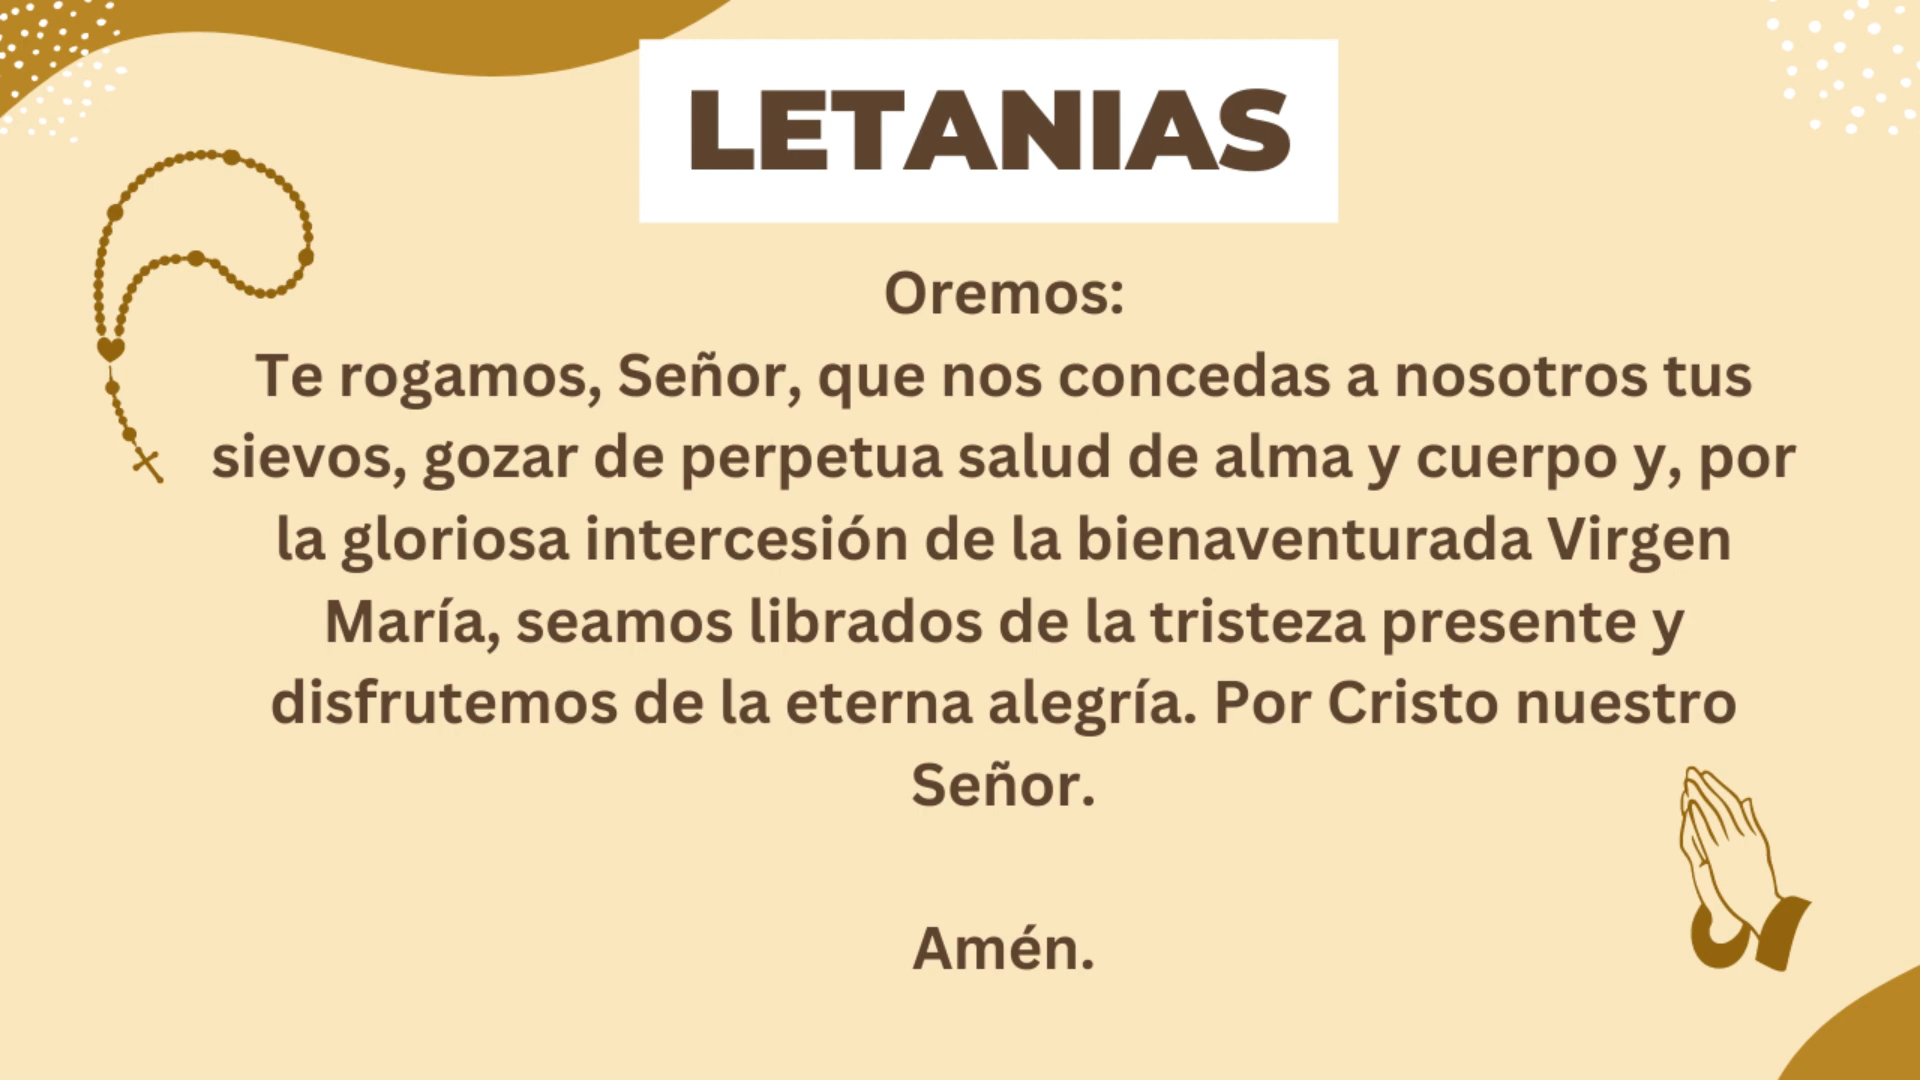 LETANIAS
Oremos:
Te rogamos, Señor, que nos concedas a nosotros tus
sievos, gozar de perpetua salud de alma y cuerpo y, por
la gloriosa intercesión de la bienaventurada Virgen
María, seamos librados de la tristeza presente y
disfrutemos de la eterna alegría. Por Cristo nuestro
Señor.
Amén.